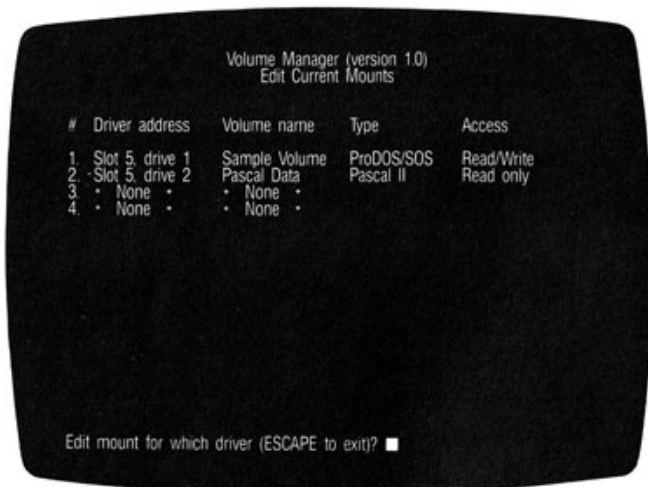 Volume Manager (version 1.0)
Edit Current Mounts
# Driver address Volume name Type Access
1. Slot 5, drive 1 Sample Volume ProDOS/SOS Read/Write
2. Slot 5, drive 2 Pascal Data Pascal II Read only
3. * None * * None *
4. * None * * None *
Edit mount for which driver (ESCAPE to exit)?